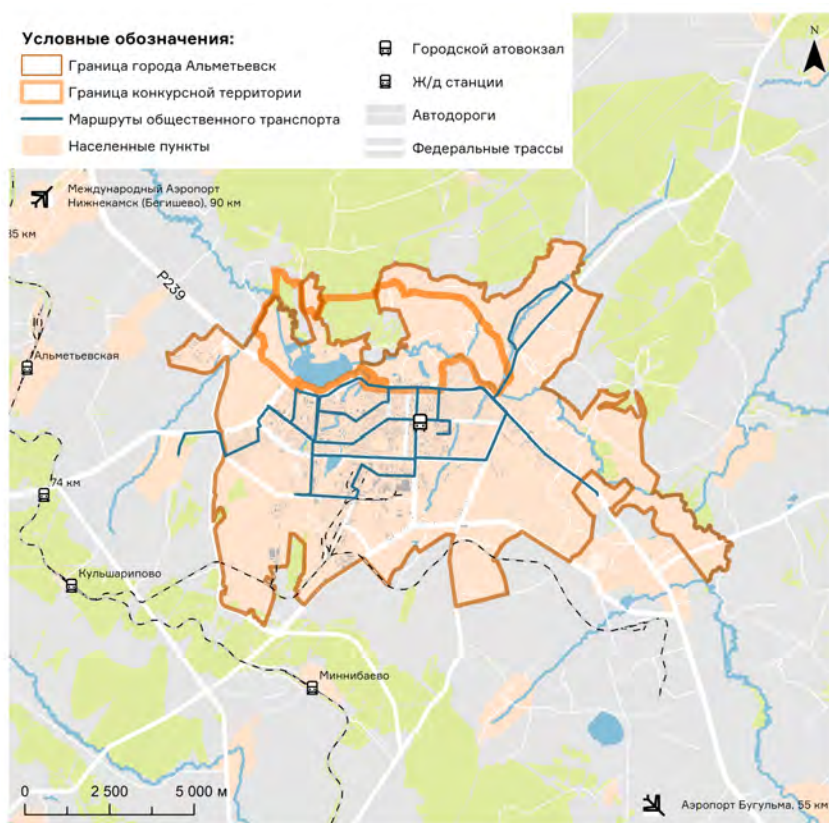 Условные обозначения:
Граница города Альметьевск
Граница конкурсной территории
Маршруты общественного транспорта
Населенные пункты
Городской атовокзал
Ж/д станции
Автодороги
Федеральные трассы
N
Международный Аэропорт
Нижнекамск (Бегишево), 90 км
35 км
Р239
Альметьевская
74 км
Кульшарипово
Миннибаево
0 2 500 5 000 м
Аэропорт Бугульма, 55 км